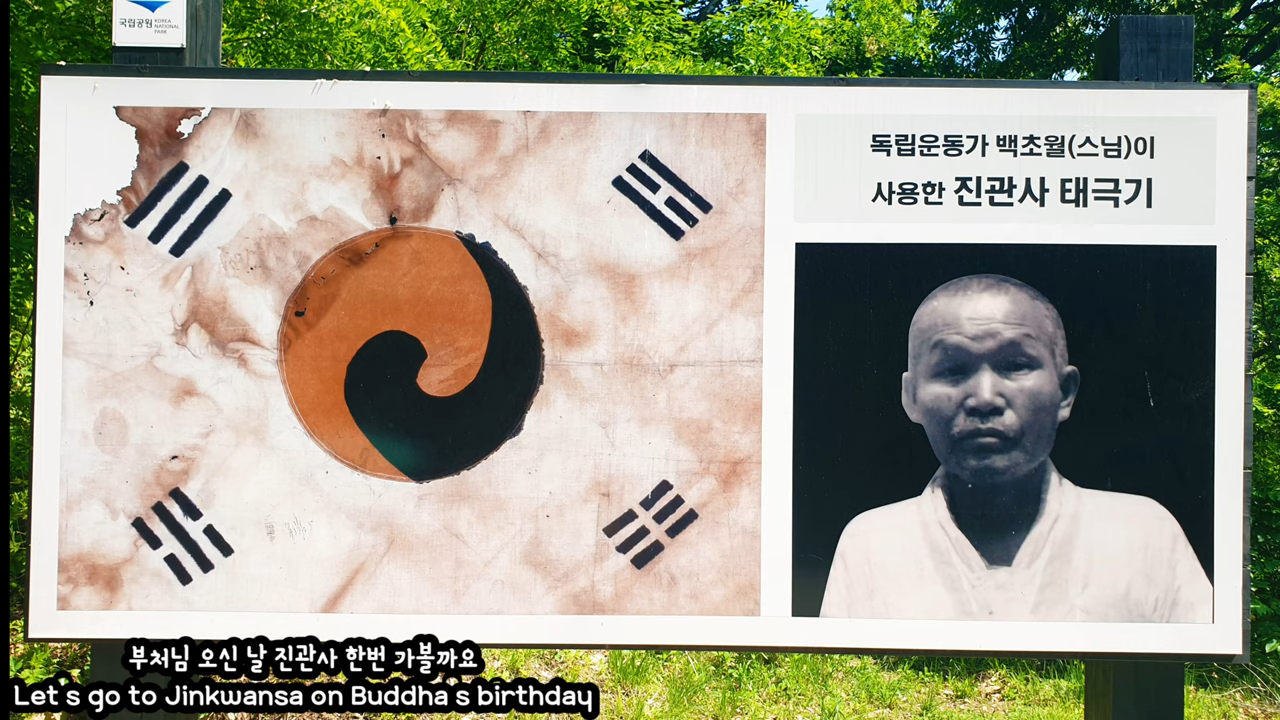 국립공원 KOREA
NATIONAL
PARK
독립운동가 백초월(스님)이
사용한 진관사 태극기
부처님 오신 날 진관사 한번 가볼까요
Let's go to Jinkwansa on Buddha's birthday